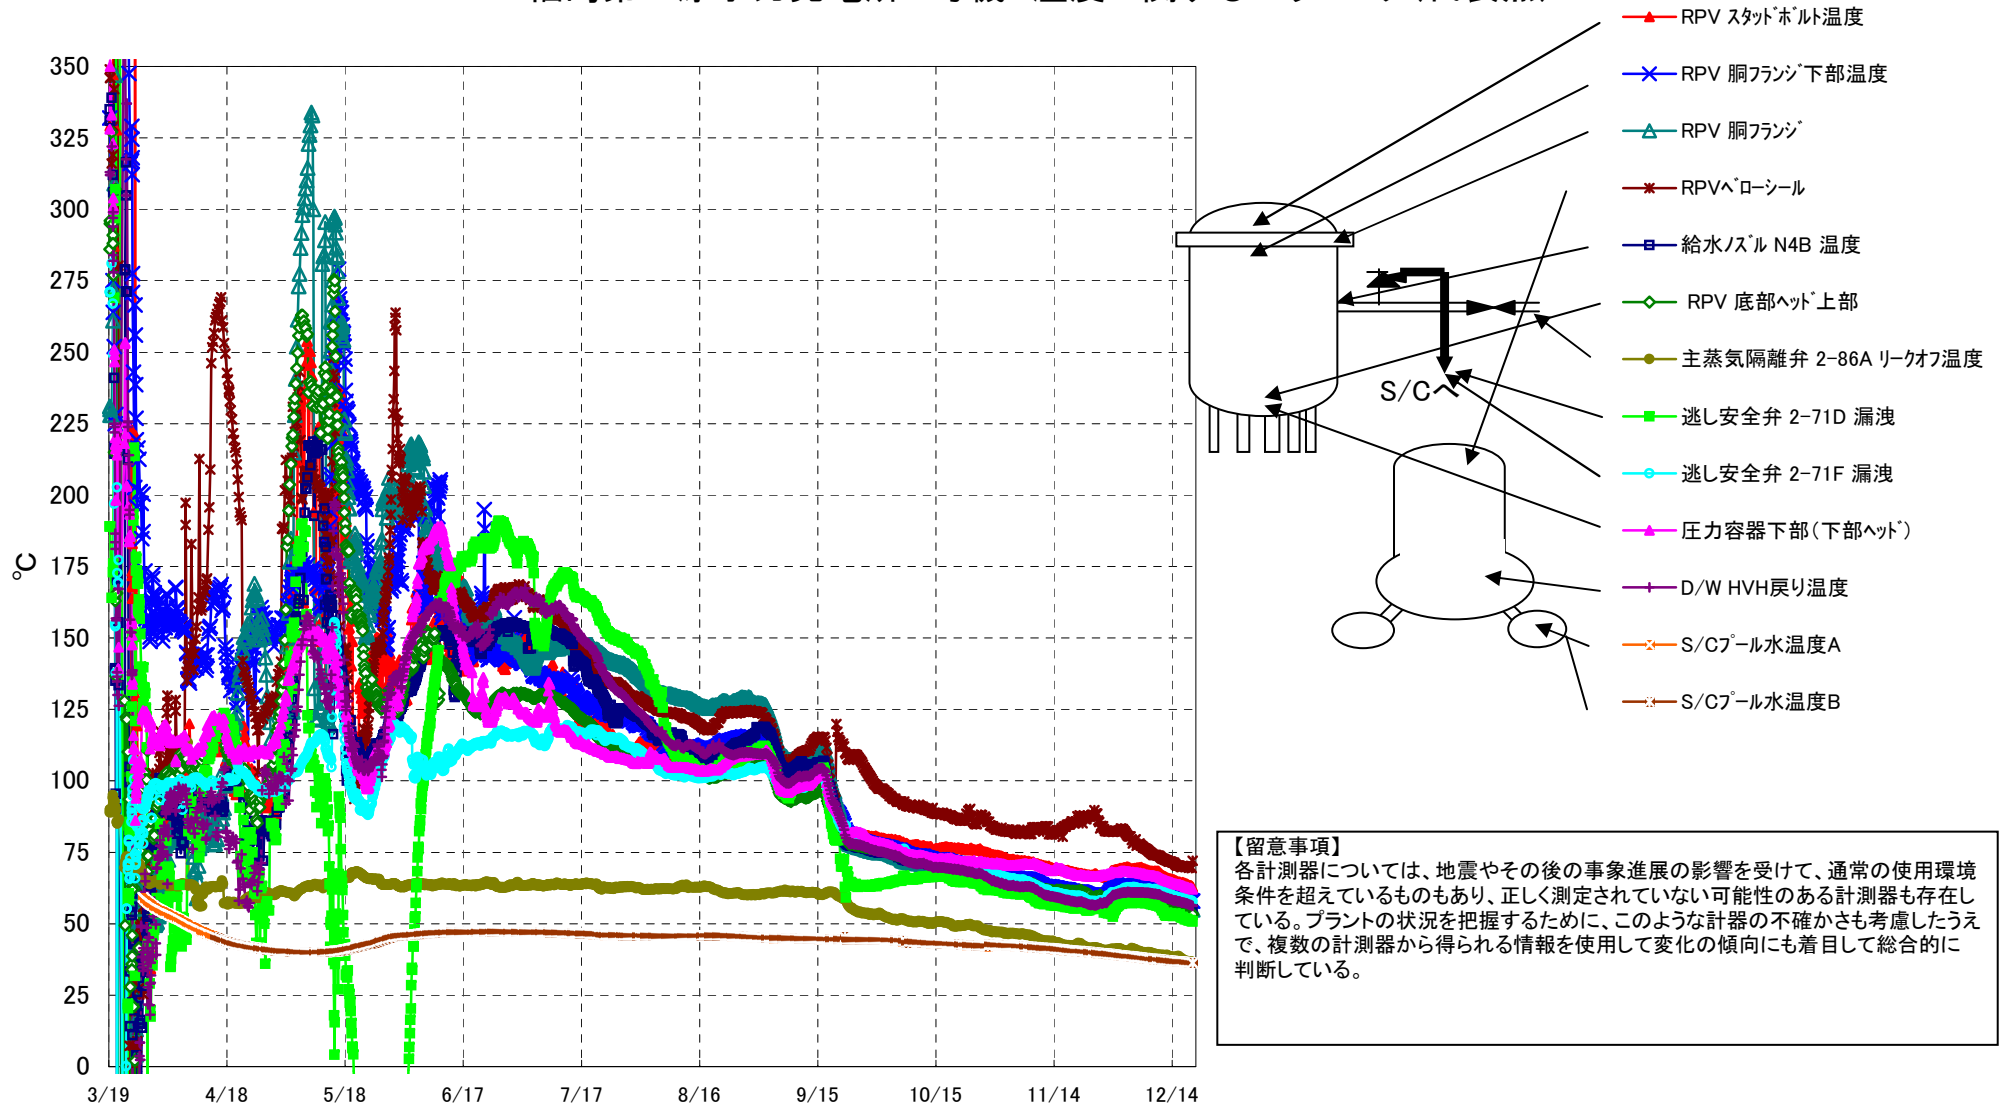 RPV スタッドボルト温度
RPV 胴フランジ下部温度
RPV 胴フランジ
RPVベローシール
給水ノズル N4B 温度
RPV 底部ヘッド上部
主蒸気隔離弁 2-86A リークオフ温度
逃し安全弁 2-71D 漏洩
逃し安全弁 2-71F 漏洩
圧力容器下部(下部ヘッド)
D/W HVH戻り温度
S/Cプール水温度A
S/Cプール水温度B
350
325
300
275
250
225
200
175
150
125
100
75
50
25
0
℃
3/19
4/18
5/18
6/17
7/17
8/16
9/15
10/15
11/14
12/14
S/Cへ
【留意事項】
各計測器については、地震やその後の事象進展の影響を受けて、通常の使用環境
条件を超えているものもあり、正しく測定されていない可能性のある計測器も存在し
ている。プラントの状況を把握するために、このような計器の不確かさも考慮したうえ
で、複数の計測器から得られる情報を使用して変化の傾向にも着目して総合的に
判断している。